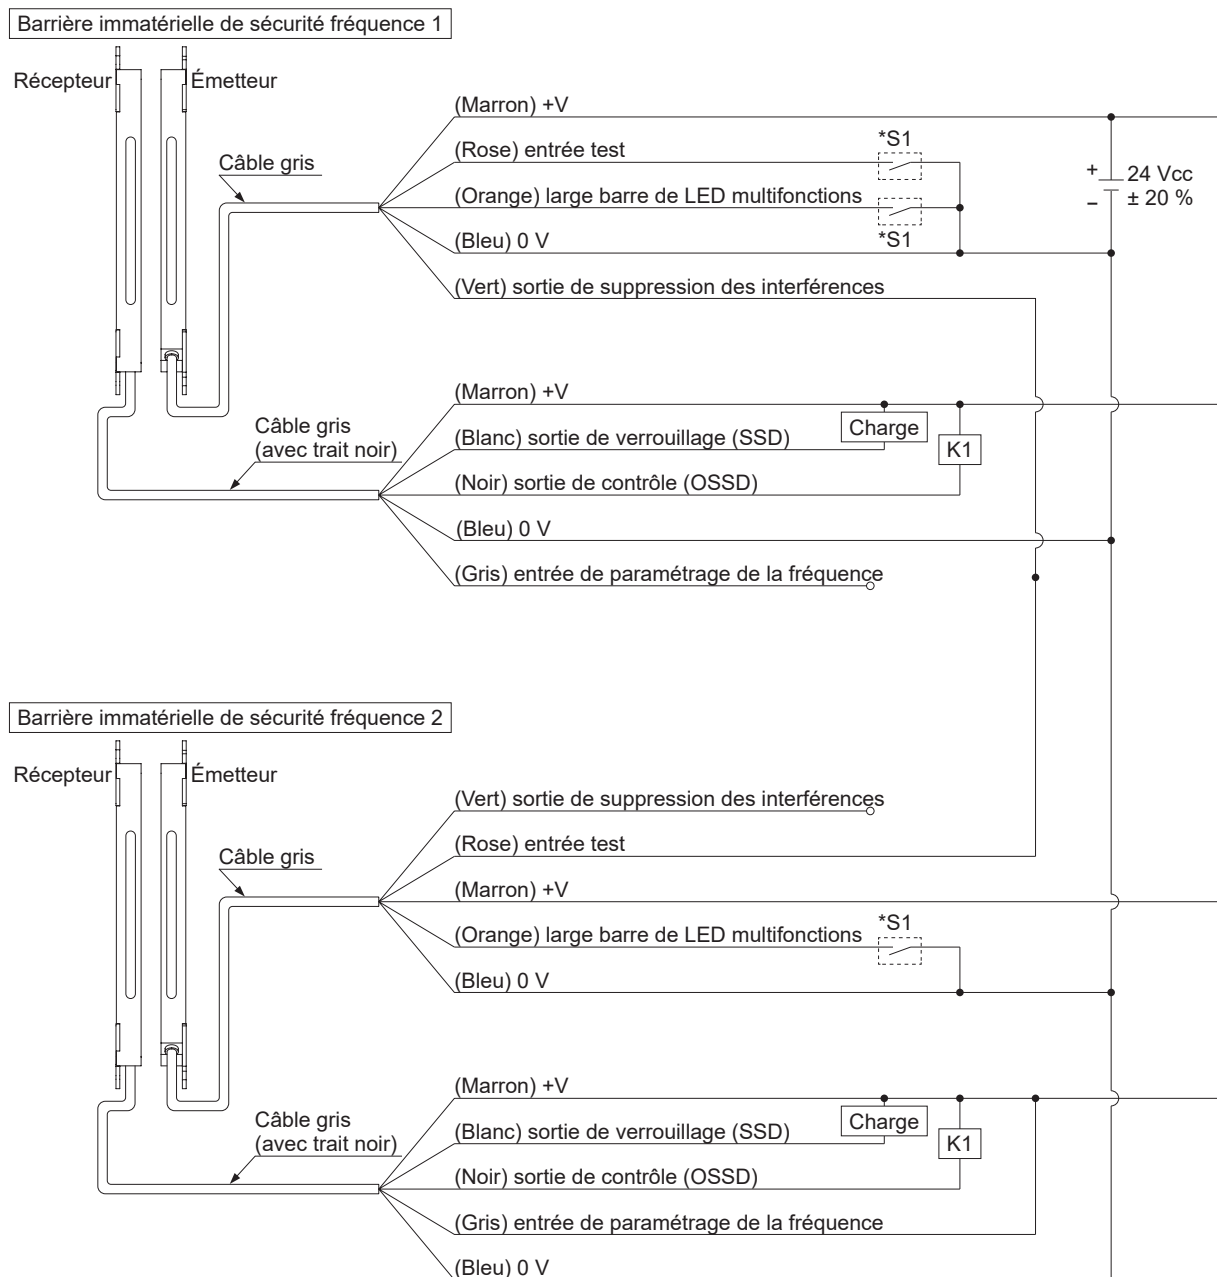 Barrière immatérielle de sécurité fréquence 1
Récepteur
Émetteur
(Marron) +V
*S1
(Rose) entrée test
Câble gris
+
24 Vcc
(Orange) large barre de LED multifonctions
–
± 20 %
(Bleu) 0 V
*S1
(Vert) sortie de suppression des interférences
(Marron) +V
Câble gris
(avec trait noir)
Charge
(Blanc) sortie de verrouillage (SSD)
K1
(Noir) sortie de contrôle (OSSD)
(Bleu) 0 V
(Gris) entrée de paramétrage de la fréquence
Barrière immatérielle de sécurité fréquence 2
Récepteur
Émetteur
(Vert) sortie de suppression des interférences
(Rose) entrée test
Câble gris
(Marron) +V
*S1
(Orange) large barre de LED multifonctions
(Bleu) 0 V
(Marron) +V
Câble gris
(avec trait noir)
Charge
(Blanc) sortie de verrouillage (SSD)
K1
(Noir) sortie de contrôle (OSSD)
(Gris) entrée de paramétrage de la fréquence
(Bleu) 0 V